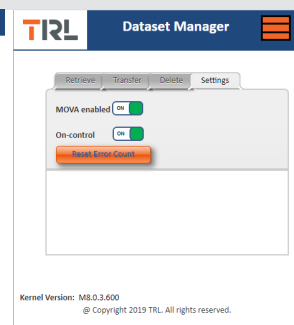 TRL Dataset Manager
Retrieve Transfer Delete Settings
MOVA enabled ON
On-control ON
Reset Error Count
Kernel Version: M8.0.3.600
@ Copyright 2019 TRL. All rights reserved.